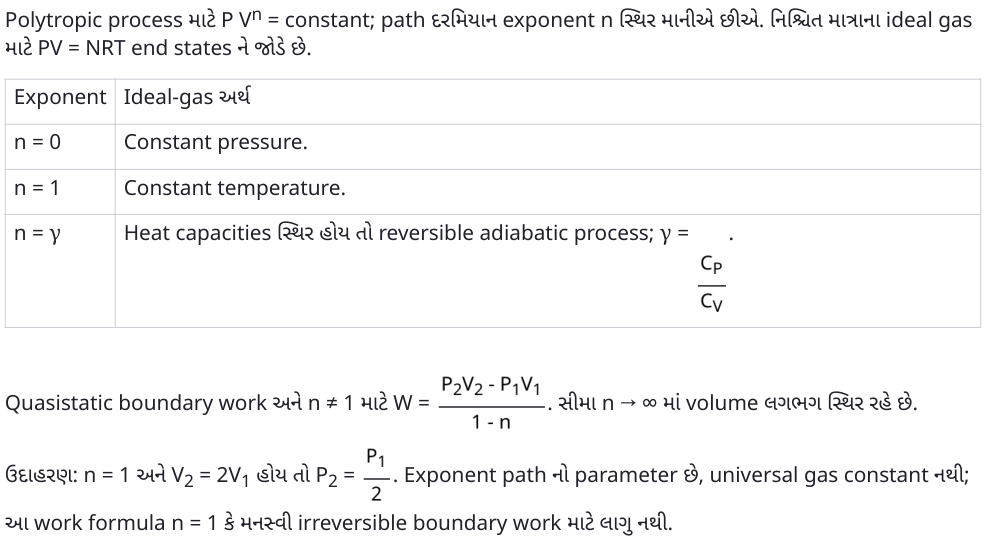 Polytropic process માટે P Vⁿ = constant; path દરમિયાન exponent n સ્થિર માનીએ છીએ. નિશ્ચિત માત્રાના ideal gas
માટે PV = NRT end states ને જોડે છે.
Exponent Ideal-gas અર્થ
n = 0 Constant pressure.
n = 1 Constant temperature.
n = γ Heat capacities સ્થિર હોય તો reversible adiabatic process; γ = C_P / C_V .
Quasistatic boundary work અને n ≠ 1 માટે W = (P₂V₂ - P₁V₁) / (1 - n). સીમા n → ∞ માં volume લગભગ સ્થિર રહે છે.
ઉદાહરણ: n = 1 અને V₂ = 2V₁ હોય તો P₂ = P₁ / 2. Exponent path નો parameter છે, universal gas constant નથી;
આ work formula n = 1 કે મનસ્વી irreversible boundary work માટે લાગુ નથી.